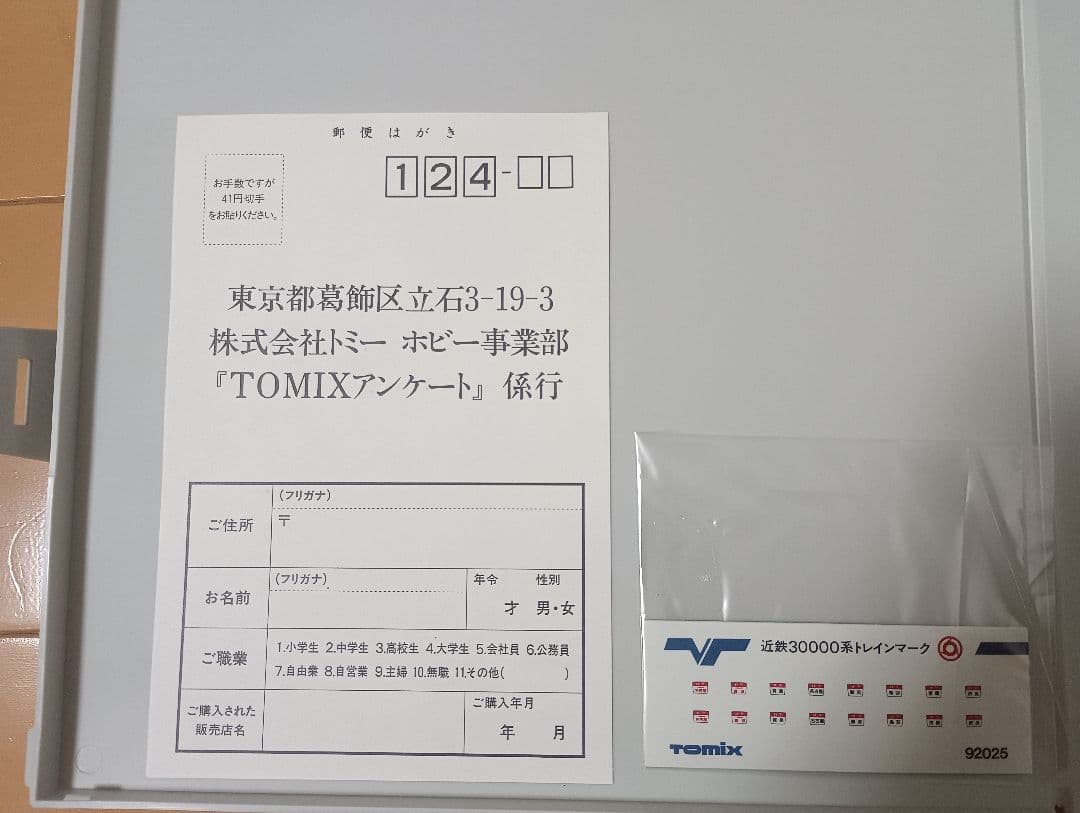 郵便はがき
お手数ですが
41円切手
をお貼りください。
124-□□
東京都葛飾区立石3-19-3
株式会社トミー ホビー事業部
『TOMIXアンケート』係行
ご住所
(フリガナ)
〒
お名前
(フリガナ)
年令 性別
才 男・女
ご職業
1.小学生 2.中学生 3.高校生 4.大学生 5.会社員 6.公務員
7.自由業 8.自営業 9.主婦 10.無職 11.その他( )
ご購入された
販売店名
ご購入年月
年 月
近鉄30000系トレインマーク
TOMIX
92025